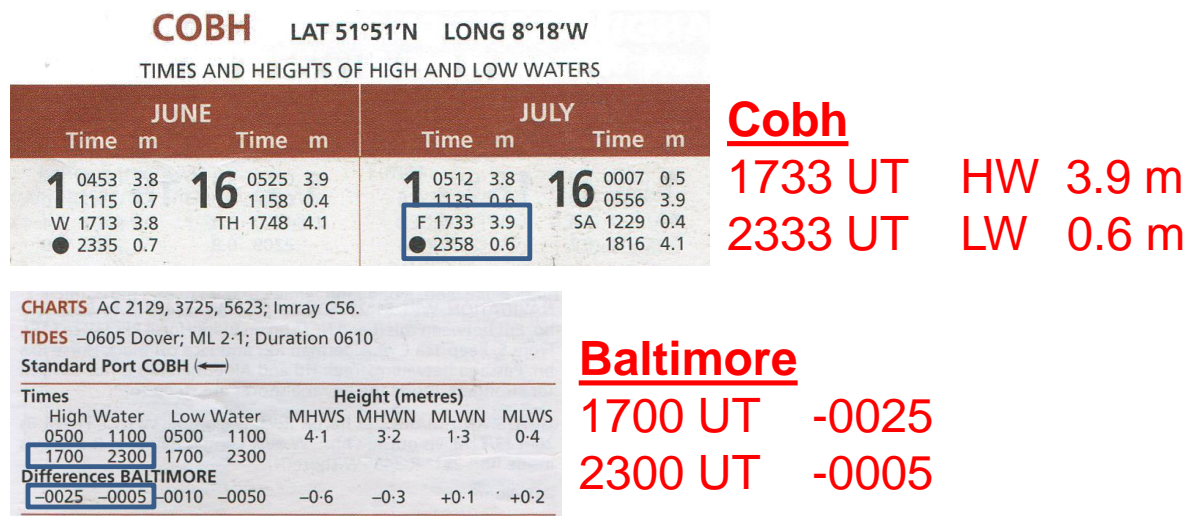 COBH LAT 51°51'N LONG 8°18'W
TIMES AND HEIGHTS OF HIGH AND LOW WATERS
JUNE JULY
Time m Time m Time m Time m
1 0453 3.8 16 0525 3.9 1 0512 3.8 16 0007 0.5
1115 0.7 1158 0.4 1135 0.6 0556 3.9
W 1713 3.8 TH 1748 4.1 F 1733 3.9 SA 1229 0.4
2335 0.7 2358 0.6 1816 4.1
Cobh
1733 UT HW 3.9 m
2333 UT LW 0.6 m
CHARTS AC 2129, 3725, 5623; Imray C56.
TIDES –0605 Dover; ML 2·1; Duration 0610
Standard Port COBH (←)
Times Height (metres)
High Water Low Water MHWS MHWN MLWN MLWS
0500 1100 0500 1100 4·1 3·2 1·3 0·4
1700 2300 1700 2300
Differences BALTIMORE
–0025 –0005 –0010 –0050 –0·6 –0·3 +0·1 +0·2
Baltimore
1700 UT -0025
2300 UT -0005